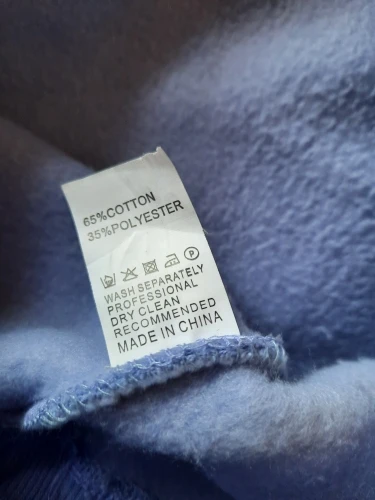 65%COTTON
35%POLYESTER
P
WASH SEPARATELY
PROFESSIONAL
DRY CLEAN
RECOMMENDED
MADE IN CHINA